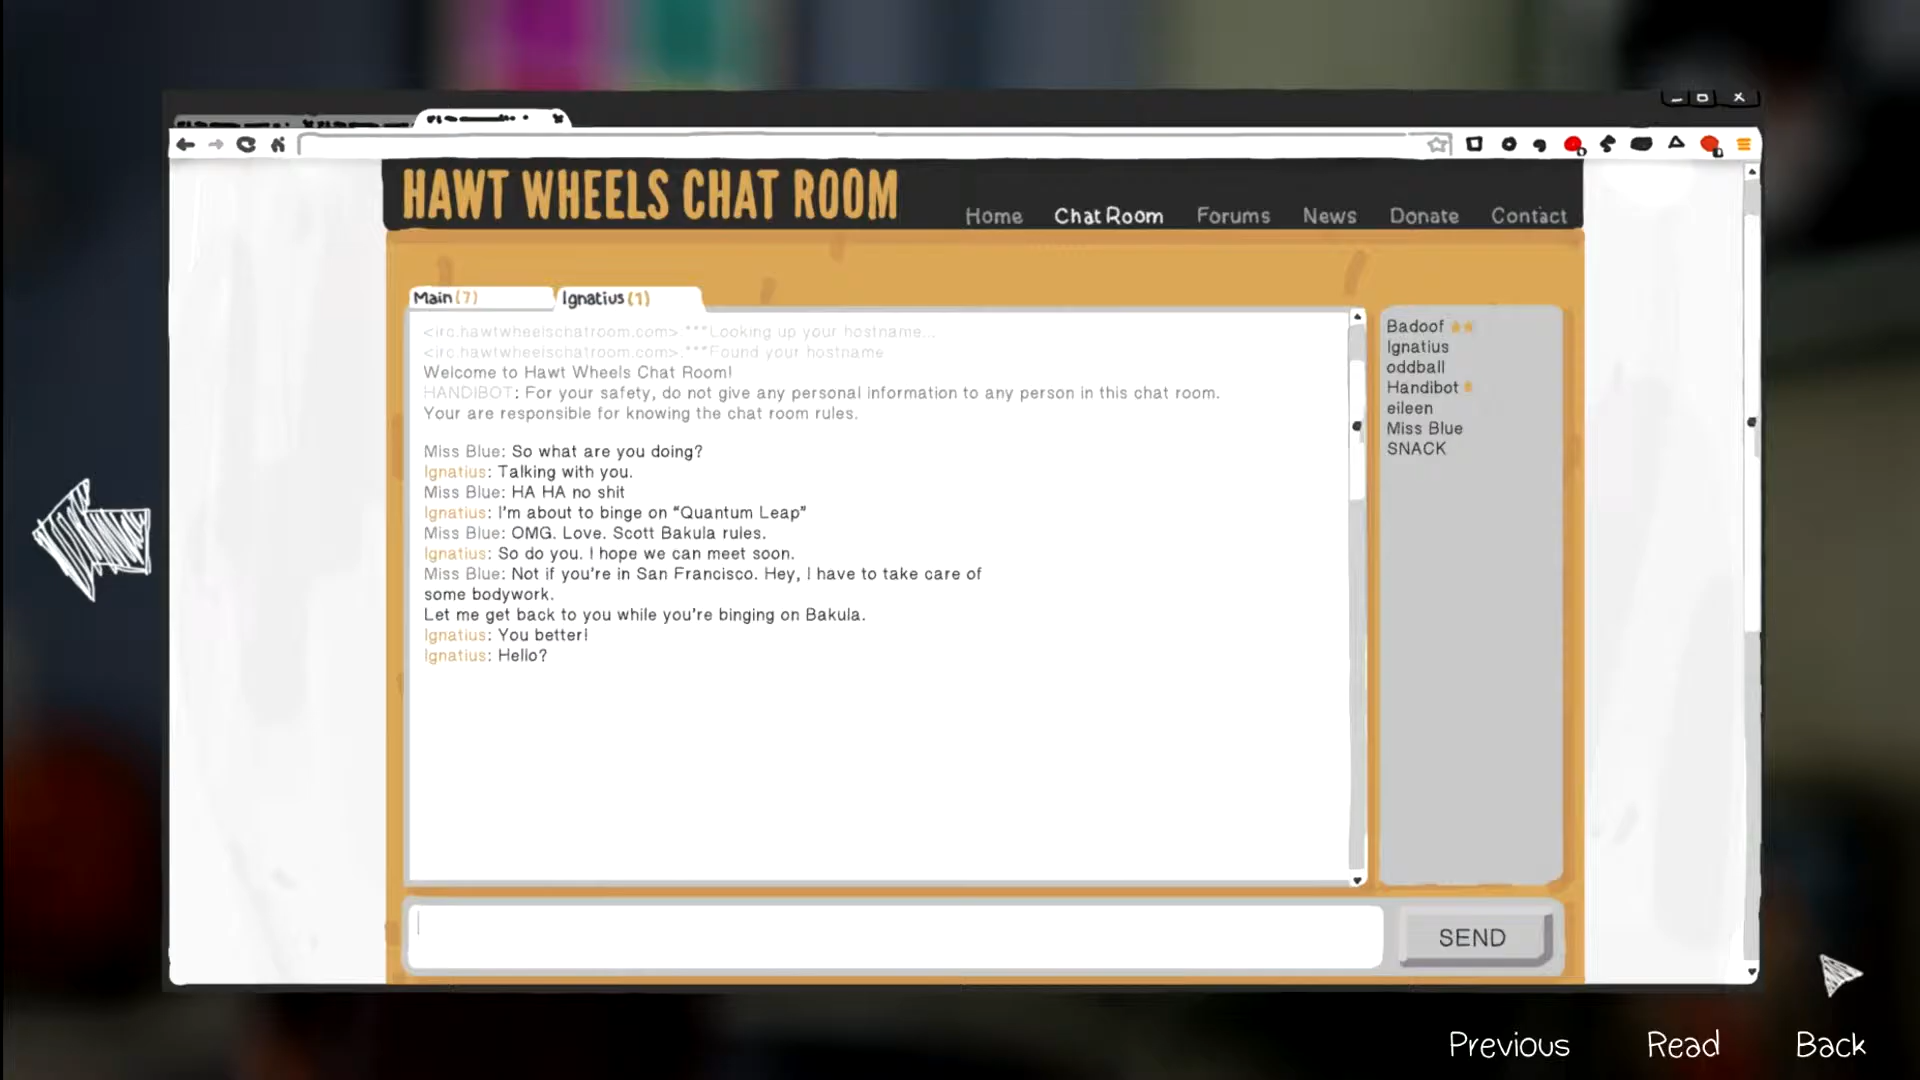 HAWT WHEELS CHAT ROOM
Home Chat Room Forums News Donate Contact
Main (7) Ignatius (1)
<irc.hawtwheelschatroom.com>.***Looking up your hostname...
<irc.hawtwheelschatroom.com>.***Found your hostname
Welcome to Hawt Wheels Chat Room!
HANDIBOT: For your safety, do not give any personal information to any person in this chat room.
Your are responsible for knowing the chat room rules.
Miss Blue: So what are you doing?
Ignatius: Talking with you.
Miss Blue: HA HA no shit
Ignatius: I'm about to binge on “Quantum Leap”
Miss Blue: OMG. Love. Scott Bakula rules.
Ignatius: So do you. I hope we can meet soon.
Miss Blue: Not if you're in San Francisco. Hey, I have to take care of
some bodywork.
Let me get back to you while you're binging on Bakula.
Ignatius: You better!
Ignatius: Hello?
Badoof
Ignatius
oddball
Handibot
eileen
Miss Blue
SNACK
SEND
Previous Read Back